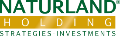 NATURLAND®
HOLDING
STRATEGIES INVESTMENTS